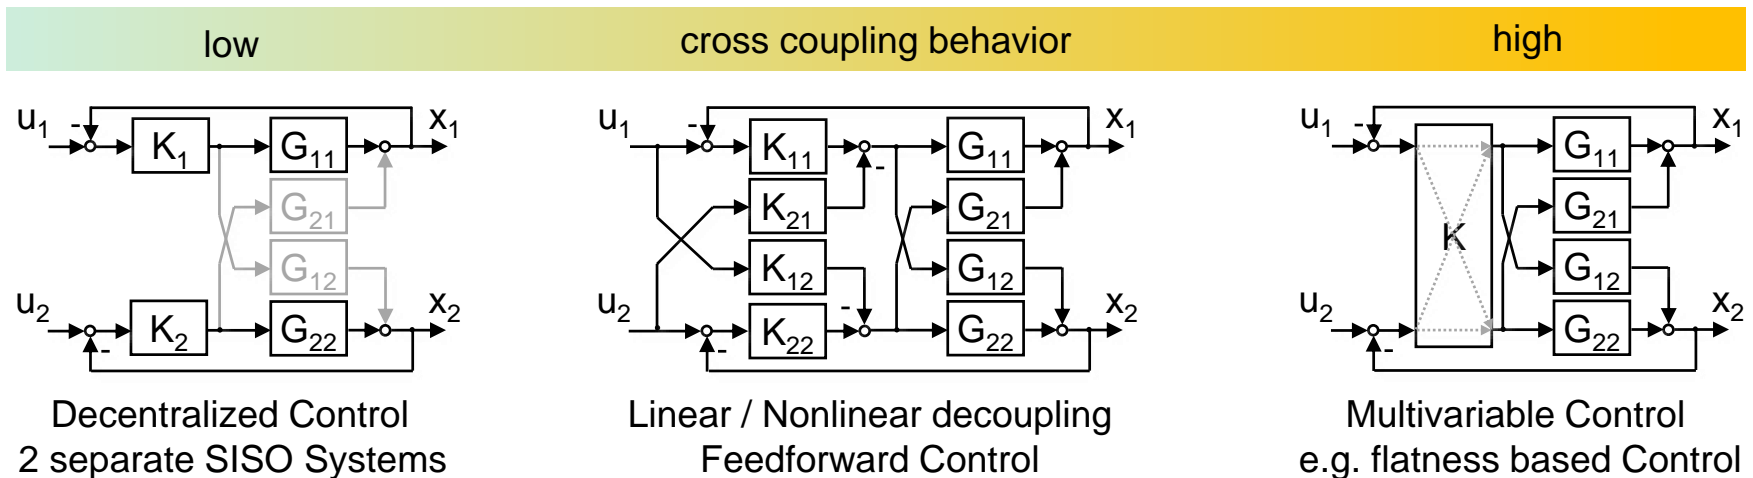 low cross coupling behavior high
u1 - K1 G11 x1
G21
G12
u2 - K2 G22 x2
Decentralized Control
2 separate SISO Systems
u1 - K11 - G11 x1
K21 G21
K12 G12
u2 - K22 - G22 x2
Linear / Nonlinear decoupling
Feedforward Control
u1 - G11 x1
G21
K
G12
u2 - G22 x2
Multivariable Control
e.g. flatness based Control